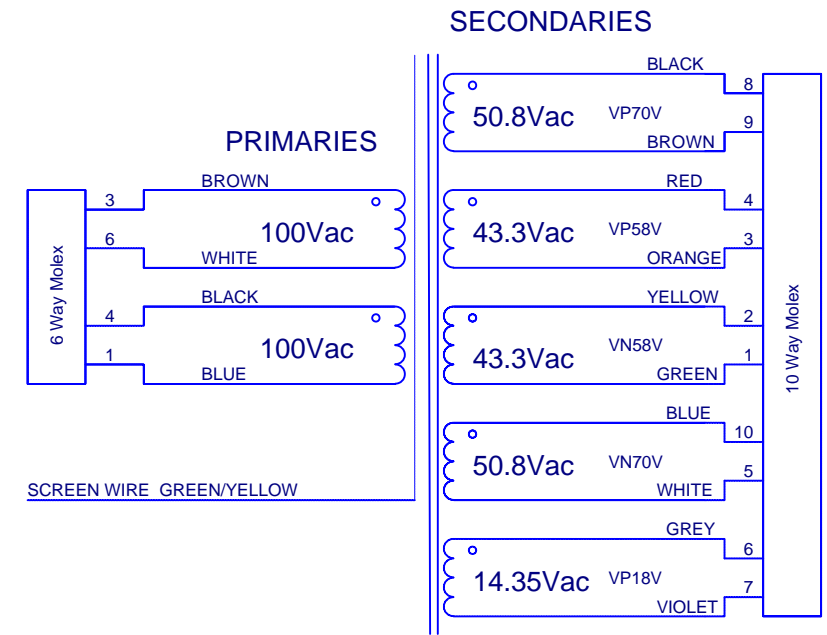 SECONDARIES
PRIMARIES
6 Way Molex
3
BROWN
6
WHITE
100Vac
4
BLACK
1
BLUE
100Vac
SCREEN WIRE GREEN/YELLOW
BLACK
8
50.8Vac VP70V
9
BROWN
RED
4
43.3Vac VP58V
3
ORANGE
YELLOW
2
43.3Vac VN58V
1
GREEN
BLUE
10
50.8Vac VN70V
5
WHITE
GREY
6
14.35Vac VP18V
7
VIOLET
10 Way Molex